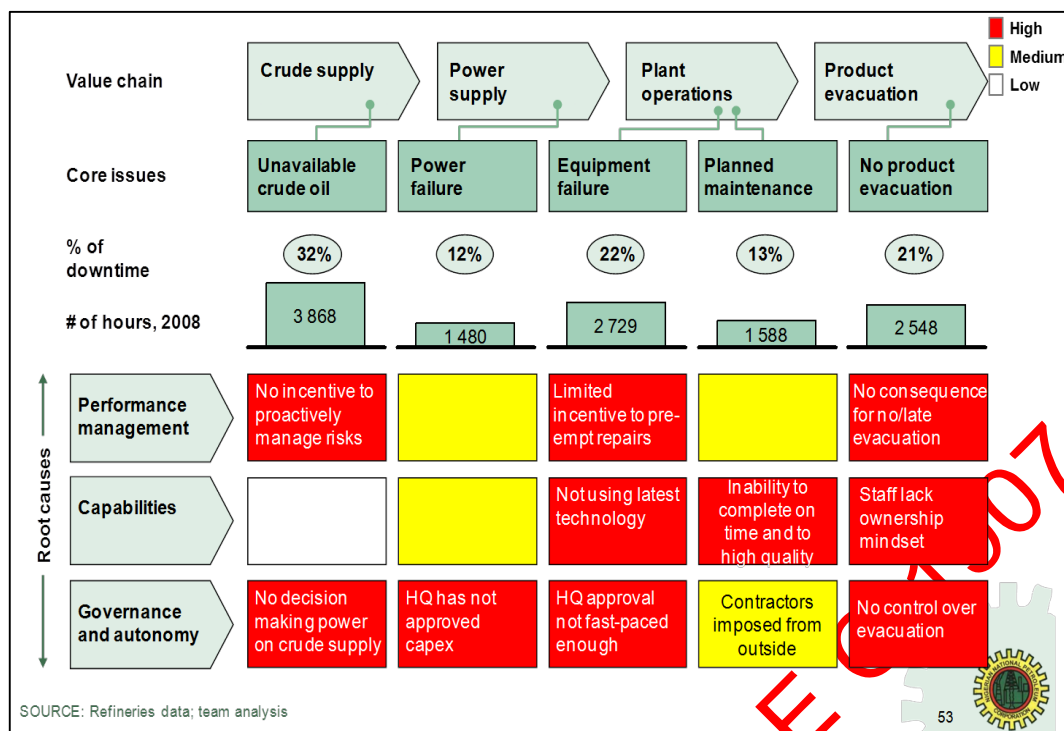 High
Medium
Low
Value chain
Crude supply
Power
supply
Plant
operations
Product
evacuation
Core issues
Unavailable
crude oil
Power
failure
Equipment
failure
Planned
maintenance
No product
evacuation
% of
downtime
32%
12%
22%
13%
21%
# of hours, 2008
3 868
1 480
2 729
1 588
2 548
Root causes
Performance
management
No incentive to
proactively
manage risks
Limited
incentive to pre-
empt repairs
No consequence
for no/late
evacuation
Capabilities
Not using latest
technology
Inability to
complete on
time and to
high quality
Staff lack
ownership
mindset
Governance
and autonomy
No decision
making power
on crude supply
HQ has not
approved
capex
HQ approval
not fast-paced
enough
Contractors
imposed from
outside
No control over
evacuation
SOURCE: Refineries data; team analysis
53
NIGERIAN NATIONAL PETROLEUM
CORPORATION